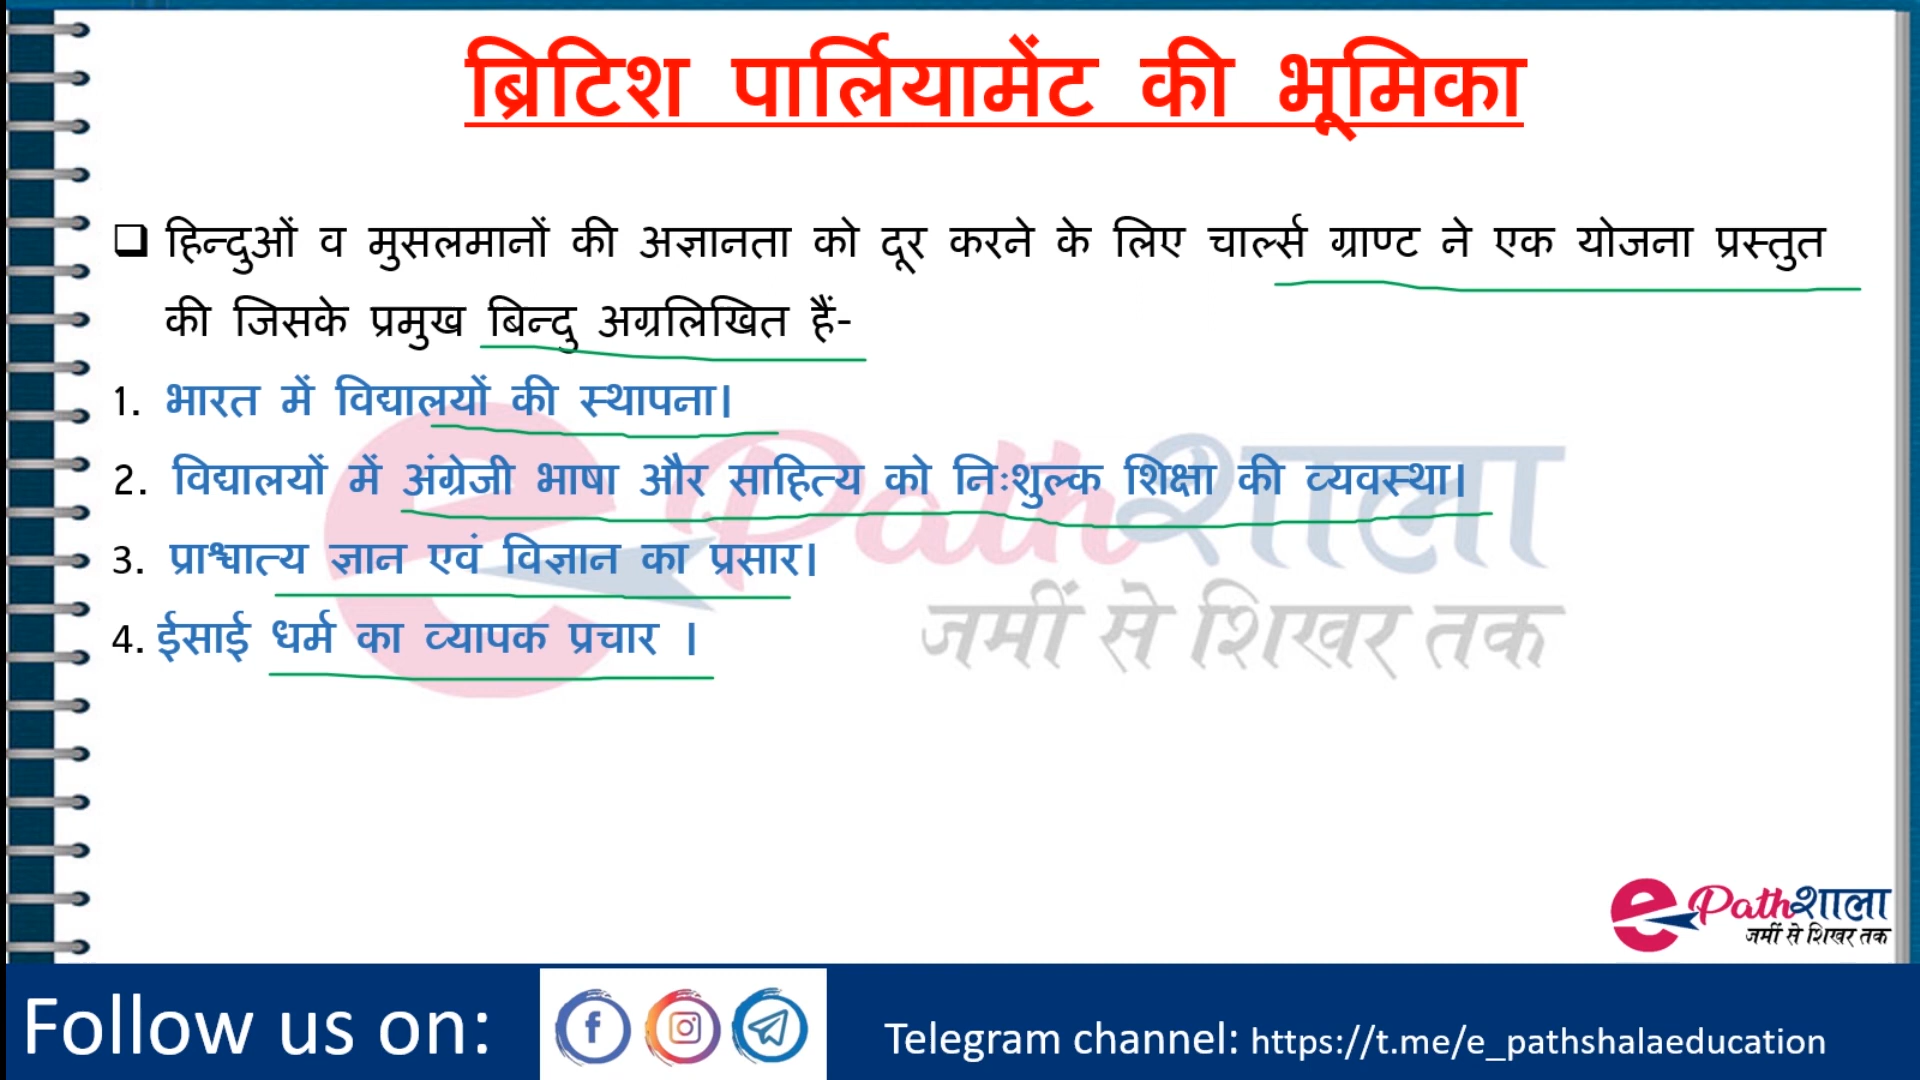 ब्रिटिश पार्लियामेंट की भूमिका
हिन्दुओं व मुसलमानों की अज्ञानता को दूर करने के लिए चार्ल्स ग्राण्ट ने एक योजना प्रस्तुत
की जिसके प्रमुख बिन्दु अग्रलिखित हैं-
1. भारत में विद्यालयों की स्थापना।
2. विद्यालयों में अंग्रेजी भाषा और साहित्य को निःशुल्क शिक्षा की व्यवस्था।
3. प्राश्चात्य ज्ञान एवं विज्ञान का प्रसार।
4. ईसाई धर्म का व्यापक प्रचार ।
ePathशाला
जमीं से शिखर तक
ePathशाला
जमीं से शिखर तक
Follow us on:
Telegram channel: https://t.me/e_pathshalaeducation